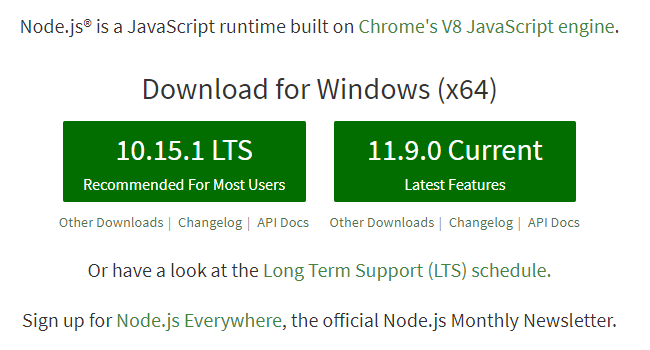 Node.js® is a JavaScript runtime built on Chrome's V8 JavaScript engine.
Download for Windows (x64)
10.15.1 LTS
Recommended For Most Users
11.9.0 Current
Latest Features
Other Downloads | Changelog | API Docs
Other Downloads | Changelog | API Docs
Or have a look at the Long Term Support (LTS) schedule.
Sign up for Node.js Everywhere, the official Node.js Monthly Newsletter.